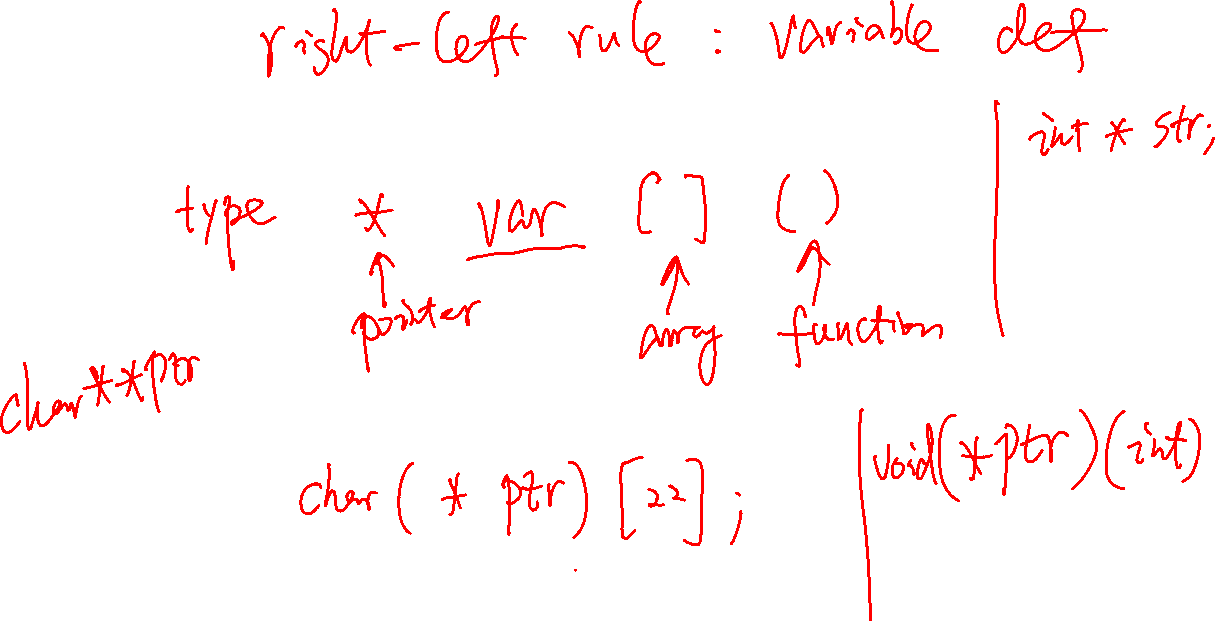 right-left rule : variable def
int * str;
type * var [ ] ( )
pointer array function
char**ptr
char ( * ptr ) [22] ;
void(*ptr)(int)